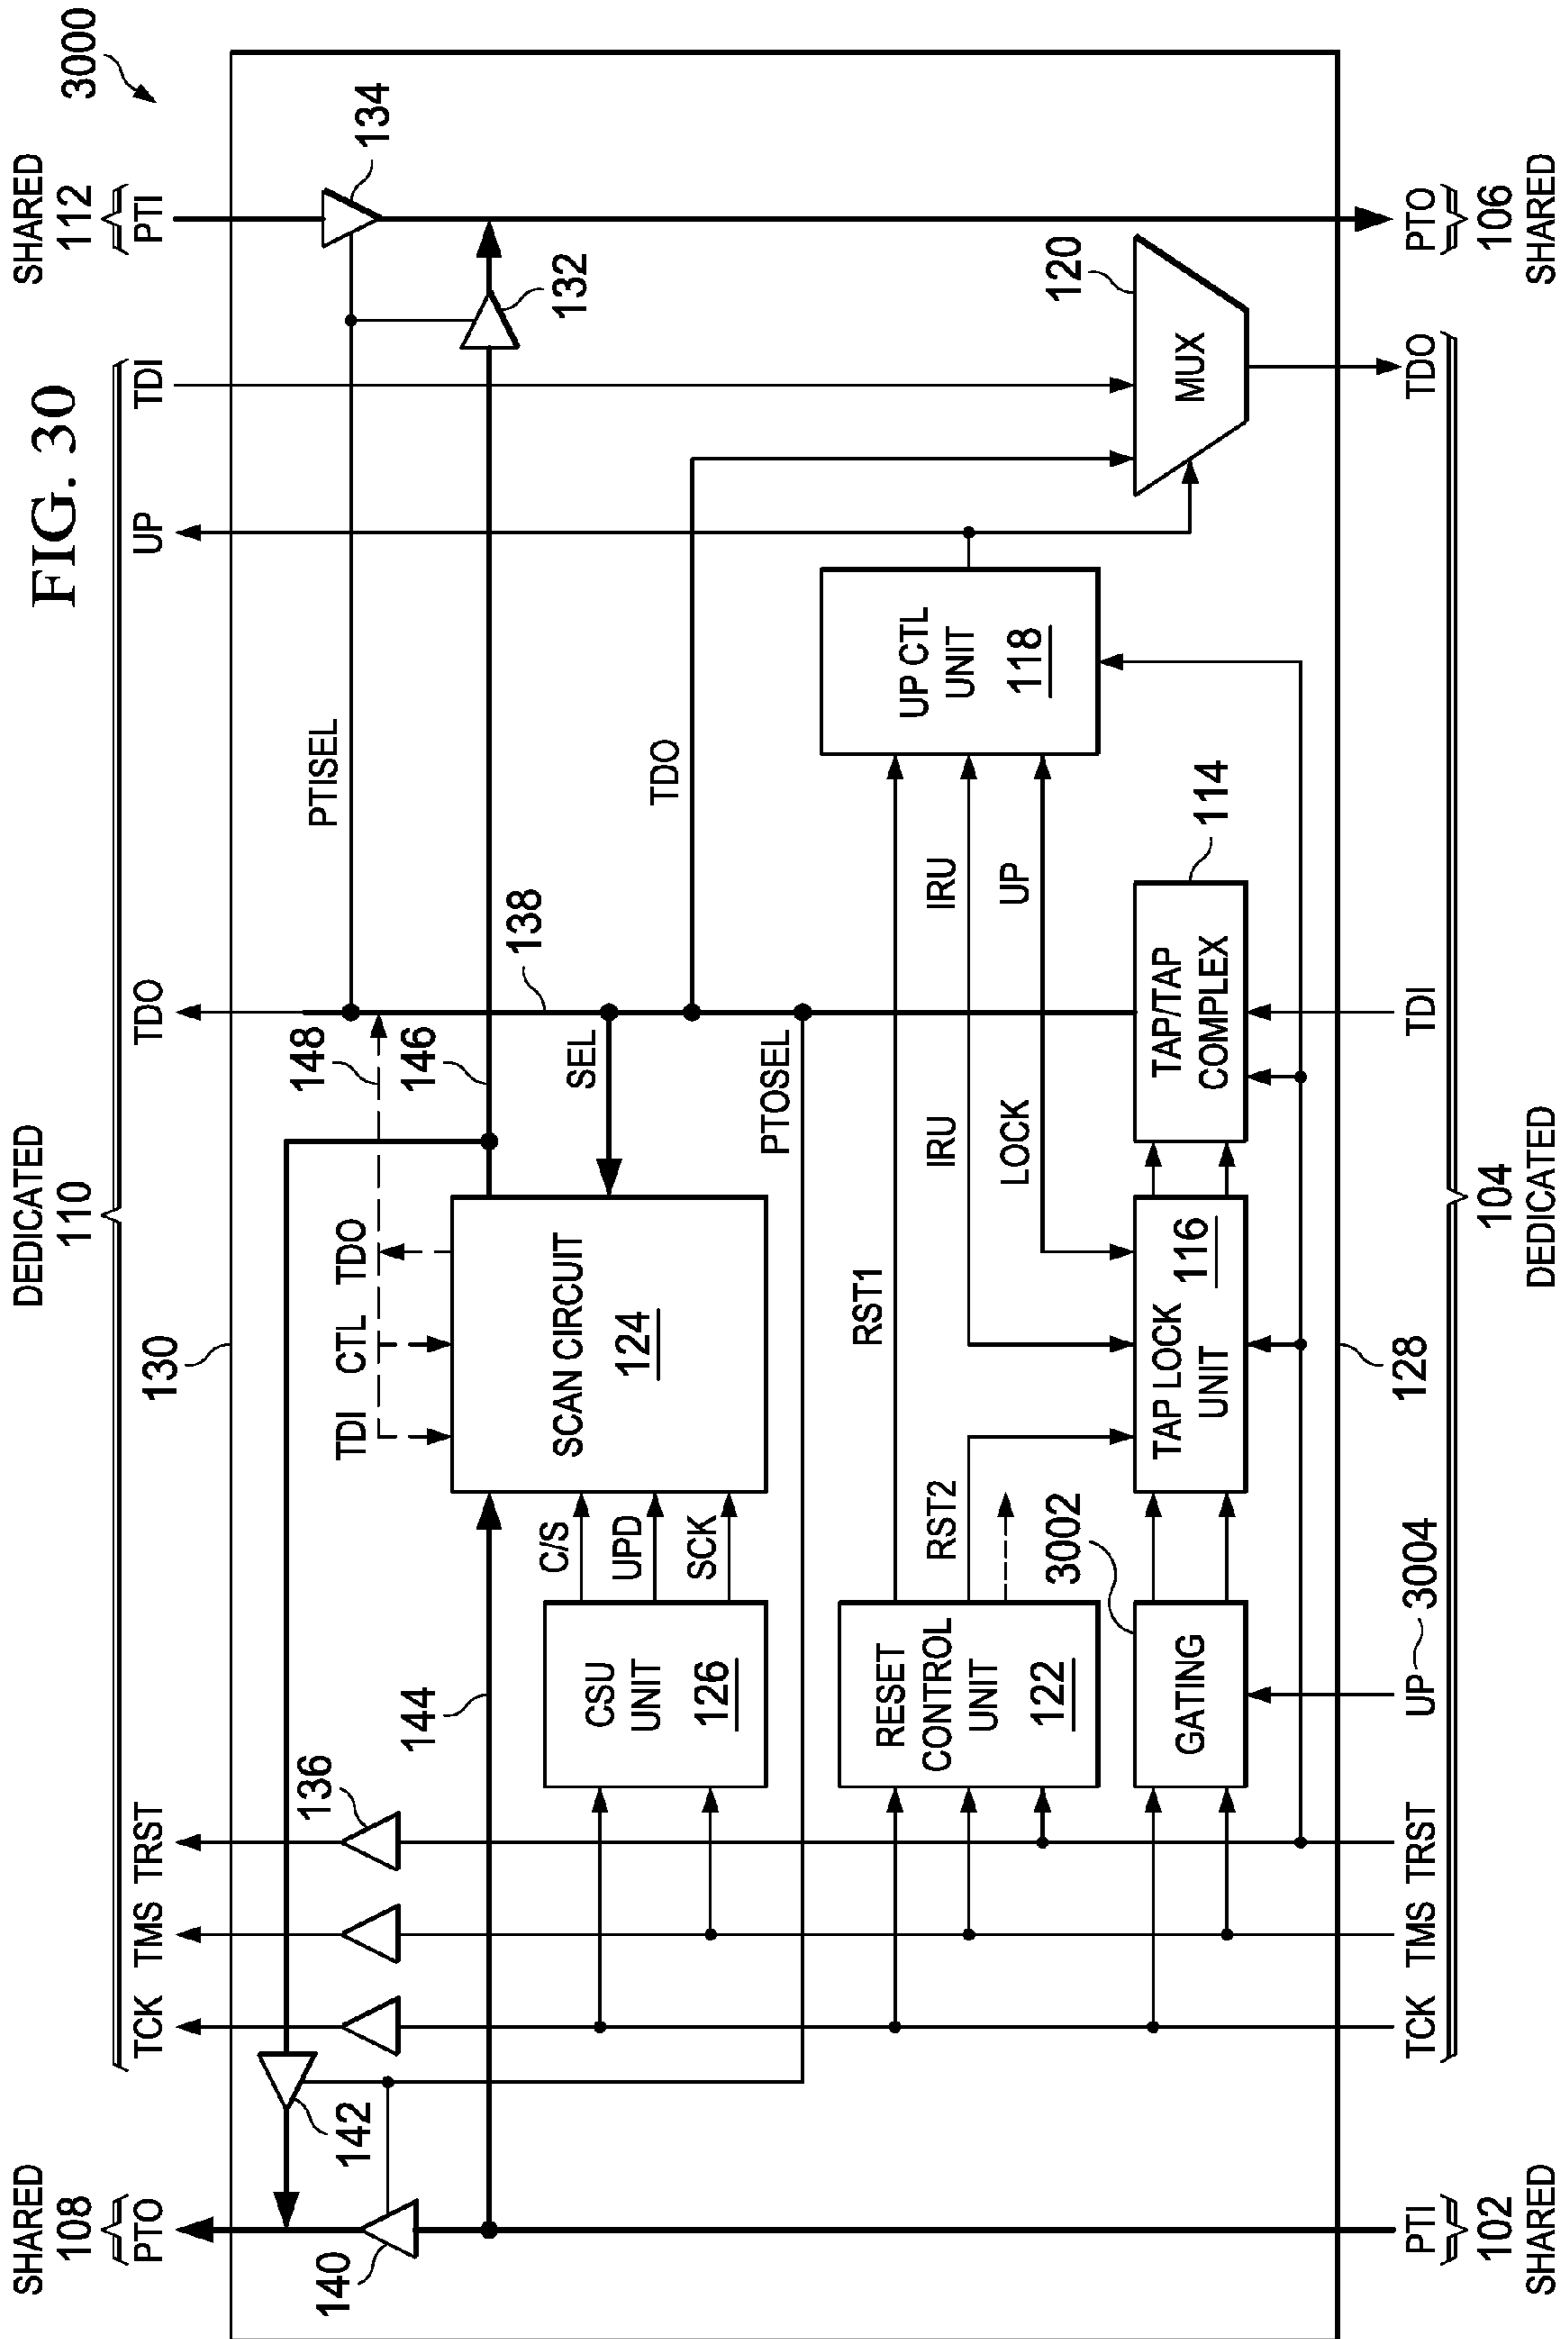 FIG. 30
3000
SHARED
108
PTO
DEDICATED
110
TCK
TMS
TRST
TDO
UP
TDI
SHARED
112
PTI
130
142
140
136
148
134
PTISEL
TDI
CTL
TDO
144
146
138
132
C/S
UPD
SCK
CSU
UNIT
126
SCAN CIRCUIT
124
SEL
TDO
PTOSEL
RST1
RESET
CONTROL
UNIT
122
RST2
IRU
IRU
LOCK
UP
UP CTL
UNIT
118
3002
GATING
TAP LOCK
UNIT
116
TAP/TAP
COMPLEX
114
MUX
120
128
PTI
102
SHARED
TCK
TMS
TRST
UP
3004
TDI
TDO
104
DEDICATED
PTO
106
SHARED